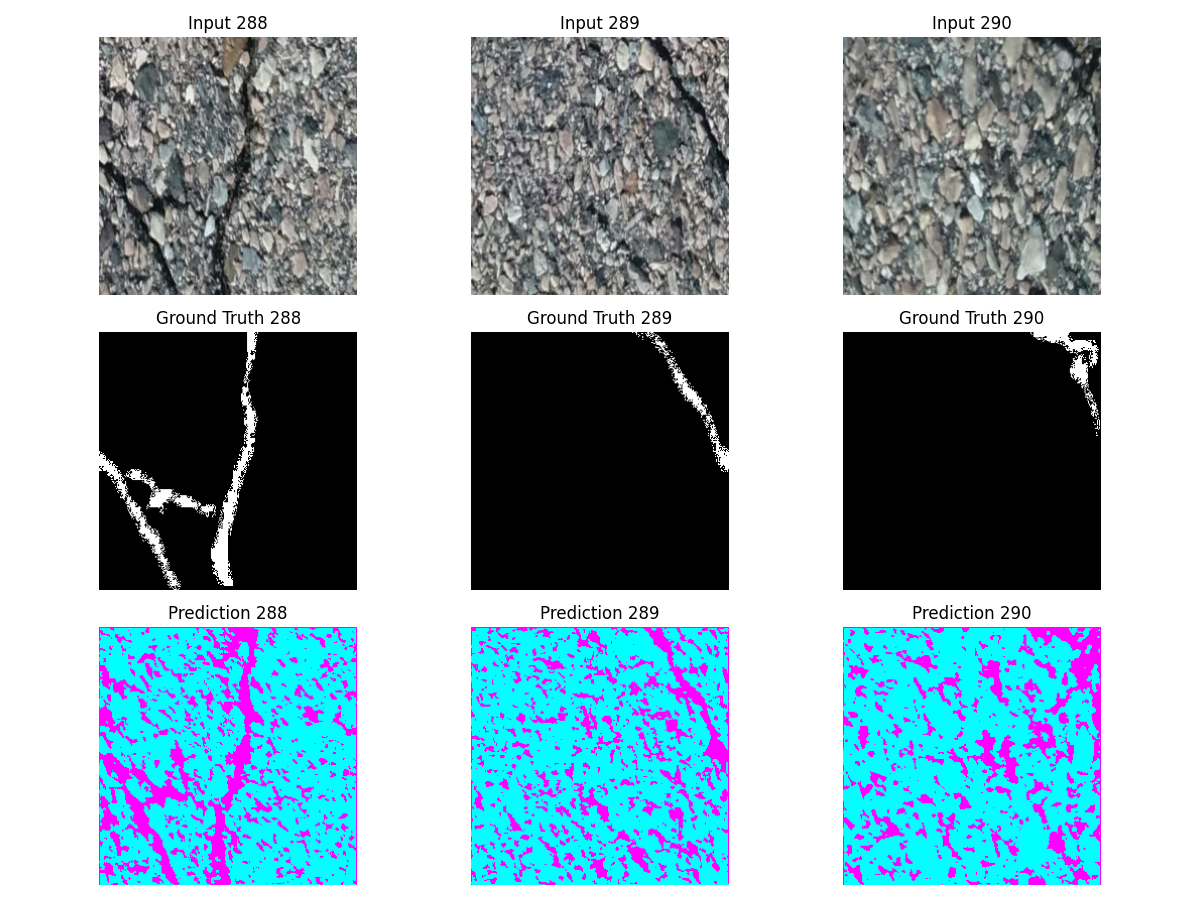 Input 288
Input 289
Input 290
Ground Truth 288
Ground Truth 289
Ground Truth 290
Prediction 288
Prediction 289
Prediction 290